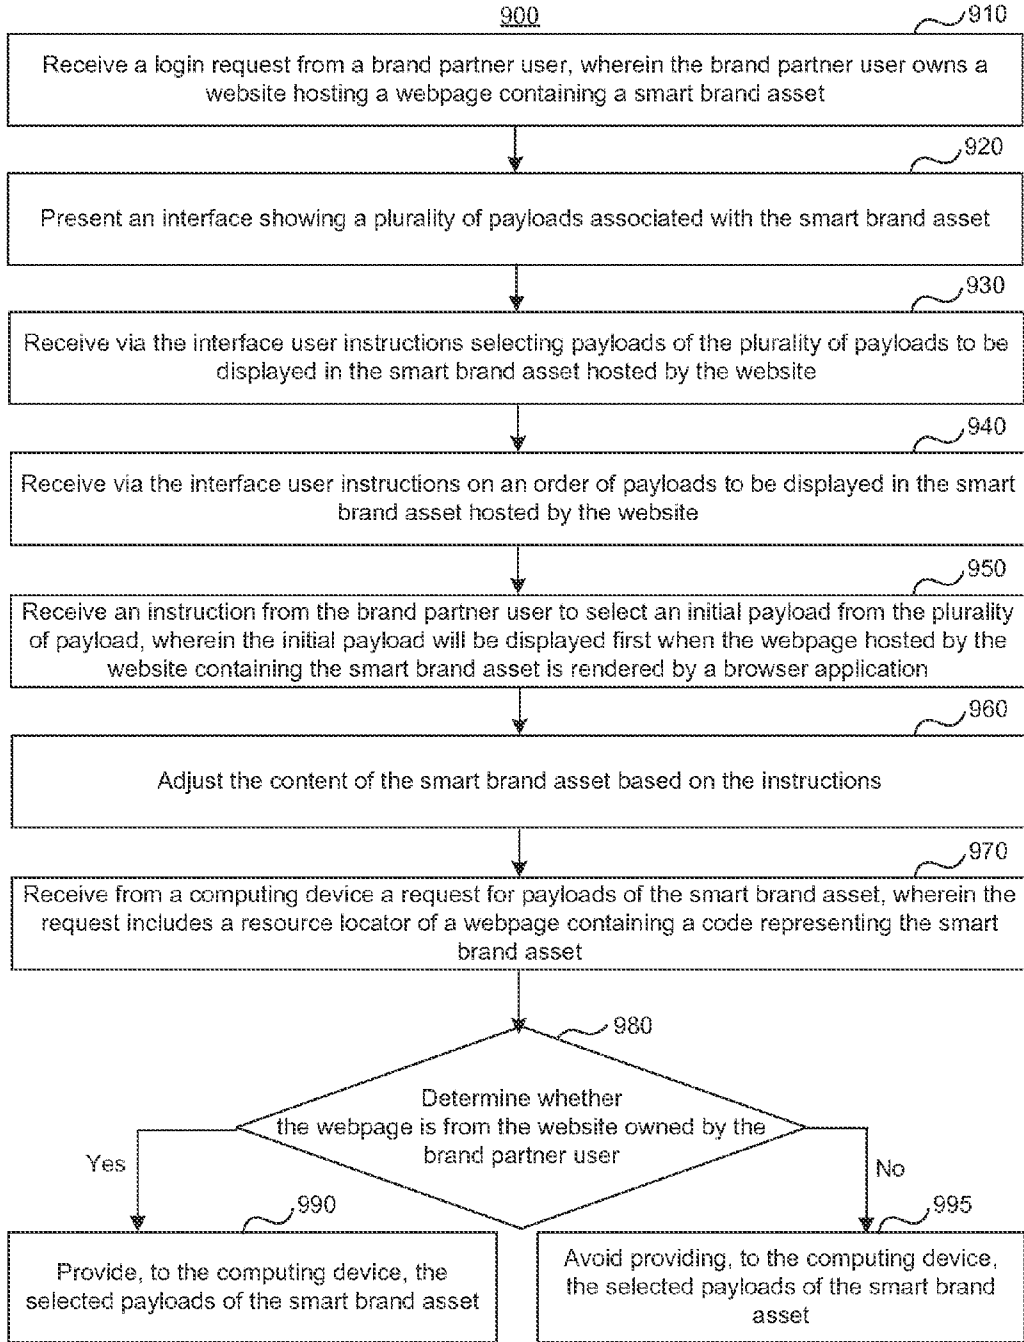 900
910
Receive a login request from a brand partner user, wherein the brand partner user owns a
website hosting a webpage containing a smart brand asset
920
Present an interface showing a plurality of payloads associated with the smart brand asset
930
Receive via the interface user instructions selecting payloads of the plurality of payloads to be
displayed in the smart brand asset hosted by the website
940
Receive via the interface user instructions on an order of payloads to be displayed in the smart
brand asset hosted by the website
950
Receive an instruction from the brand partner user to select an initial payload from the plurality
of payload, wherein the initial payload will be displayed first when the webpage hosted by the
website containing the smart brand asset is rendered by a browser application
960
Adjust the content of the smart brand asset based on the instructions
970
Receive from a computing device a request for payloads of the smart brand asset, wherein the
request includes a resource locator of a webpage containing a code representing the smart
brand asset
980
Determine whether
the webpage is from the website owned by the
brand partner user
Yes
No
990
Provide, to the computing device, the
selected payloads of the smart brand asset
995
Avoid providing, to the computing device,
the selected payloads of the smart brand
asset